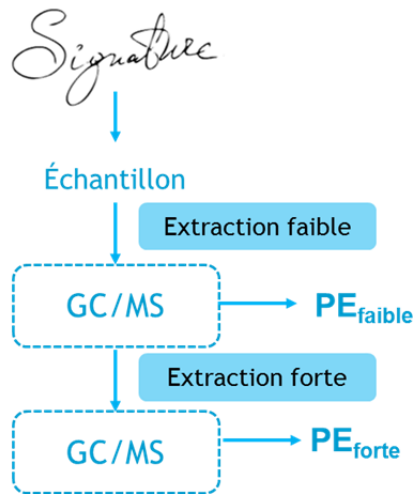 Signature
Échantillon
Extraction faible
GC/MS
PEfaible
Extraction forte
GC/MS
PEforte